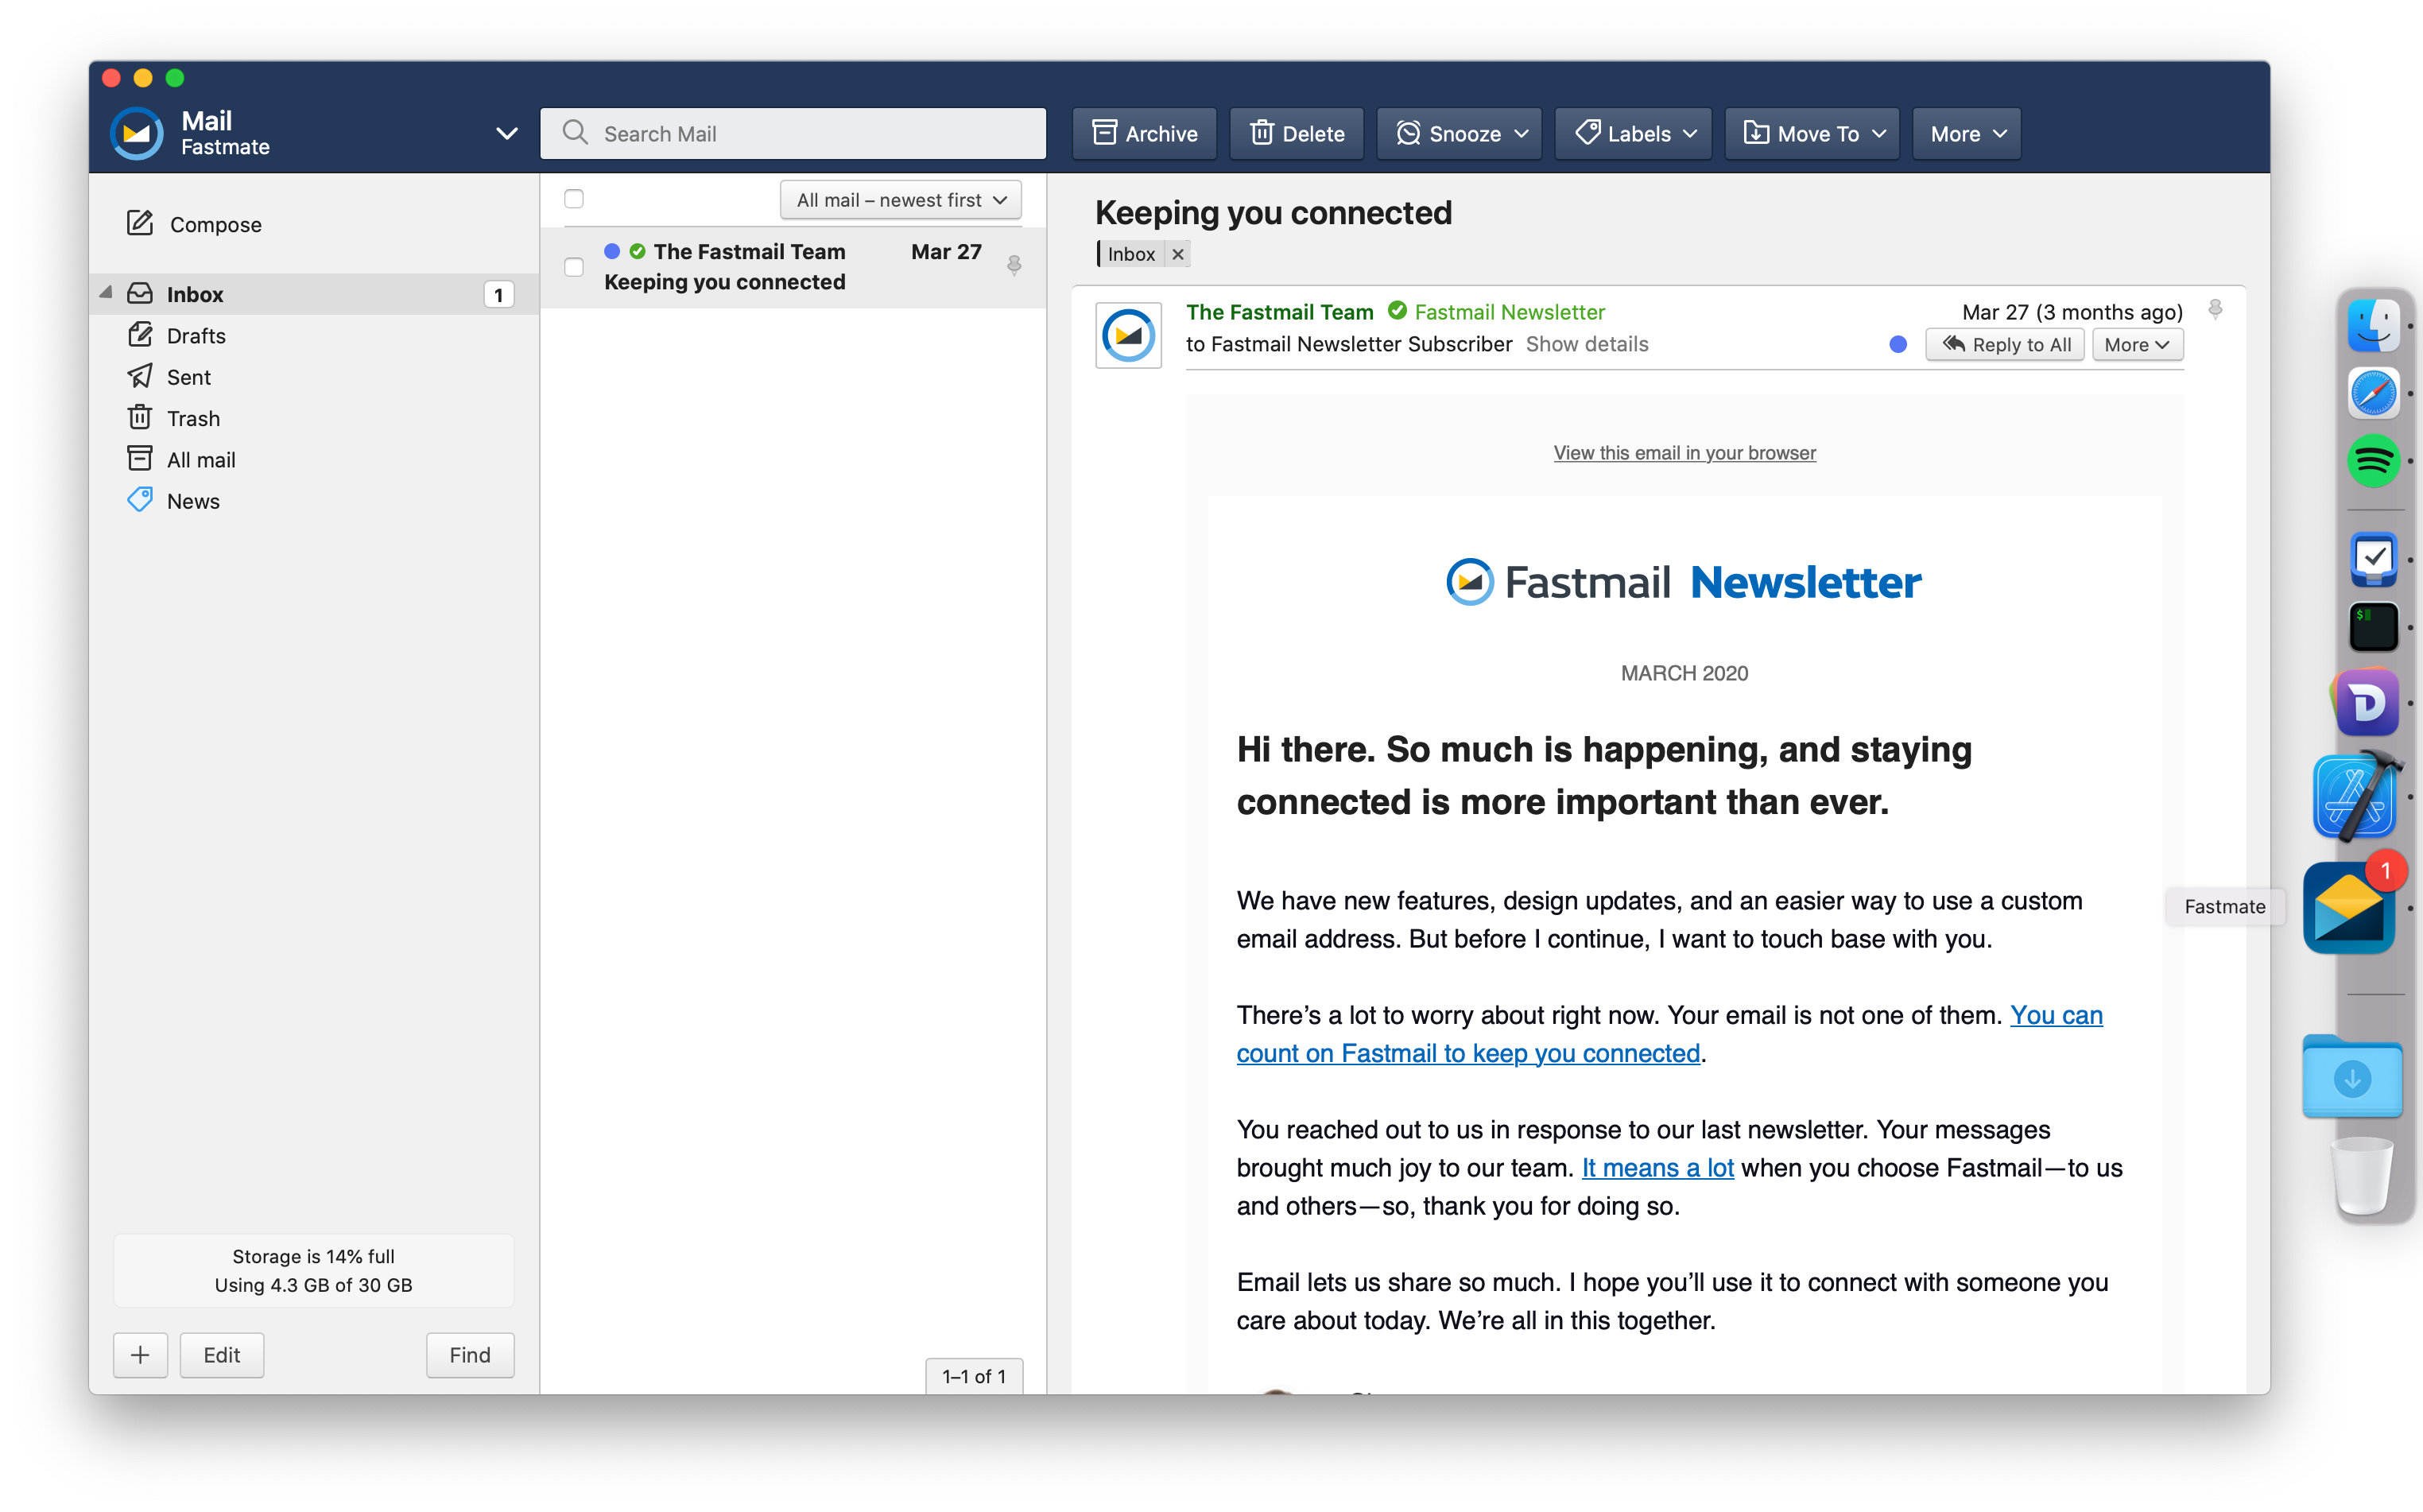 Mail
Fastmate
Search Mail
Archive
Delete
Snooze
Labels
Move To
More
Compose
Inbox
1
Drafts
Sent
Trash
All mail
News
Storage is 14% full
Using 4.3 GB of 30 GB
+
Edit
Find
All mail – newest first
The Fastmail Team
Mar 27
Keeping you connected
1–1 of 1
Keeping you connected
Inbox
The Fastmail Team Fastmail Newsletter
Mar 27 (3 months ago)
to Fastmail Newsletter Subscriber Show details
Reply to All
More
View this email in your browser
Fastmail Newsletter
MARCH 2020
Hi there. So much is happening, and staying
connected is more important than ever.
We have new features, design updates, and an easier way to use a custom
email address. But before I continue, I want to touch base with you.
There’s a lot to worry about right now. Your email is not one of them. You can
count on Fastmail to keep you connected.
You reached out to us in response to our last newsletter. Your messages
brought much joy to our team. It means a lot when you choose Fastmail—to us
and others—so, thank you for doing so.
Email lets us share so much. I hope you’ll use it to connect with someone you
care about today. We’re all in this together.
$
D
1
Fastmate